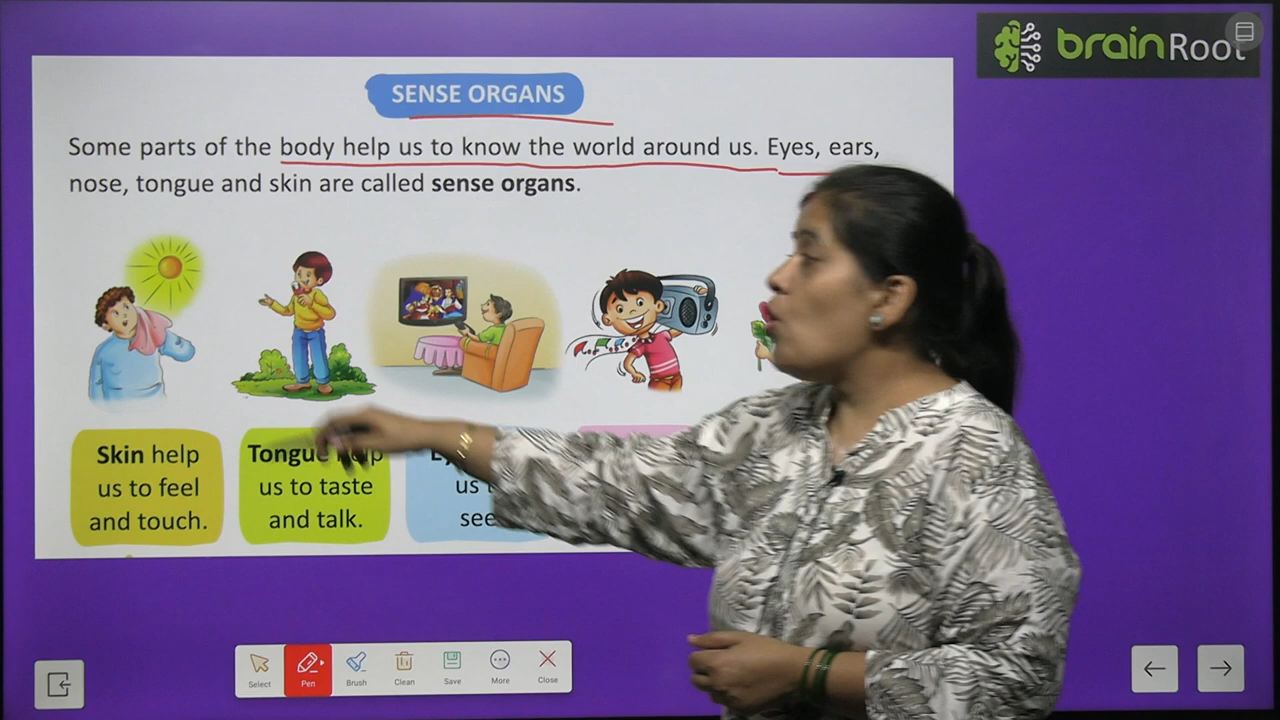 brainRoot
SENSE ORGANS
Some parts of the body help us to know the world around us. Eyes, ears,
nose, tongue and skin are called sense organs.
Skin help
us to feel
and touch.
Tongue help
us to taste
and talk.
us
see
Select
Pen
Brush
Clean
Save
More
Close